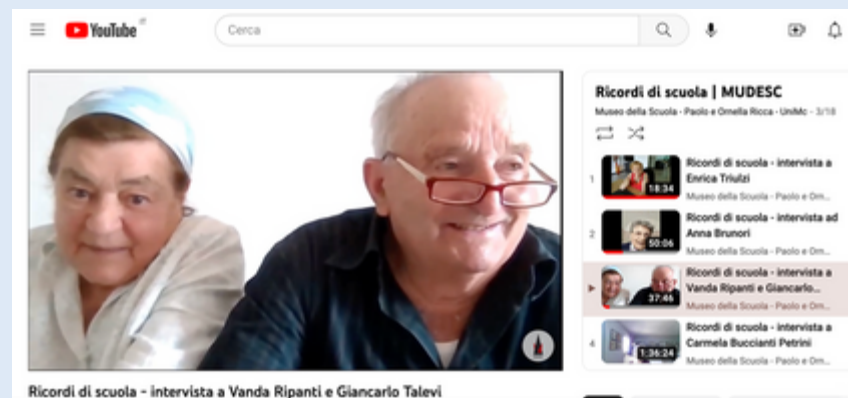 YouTube IT
Cerca
Ricordi di scuola | MUDESC
Museo della Scuola - Paolo e Ornella Ricca - UniMc - 3/18
1
18:34
Ricordi di scuola - intervista a
Enrica Triulzi
Museo della Scuola - Paolo e Orn...
2
50:06
Ricordi di scuola - intervista ad
Anna Brunori
Museo della Scuola - Paolo e Orn...
37:46
Ricordi di scuola - intervista a
Vanda Ripanti e Giancarlo...
Museo della Scuola - Paolo e Orn...
4
1:36:24
Ricordi di scuola - intervista a
Carmela Buccianti Petrini
Museo della Scuola - Paolo e Orn...
Ricordi di scuola - intervista a Vanda Ripanti e Giancarlo Talevi